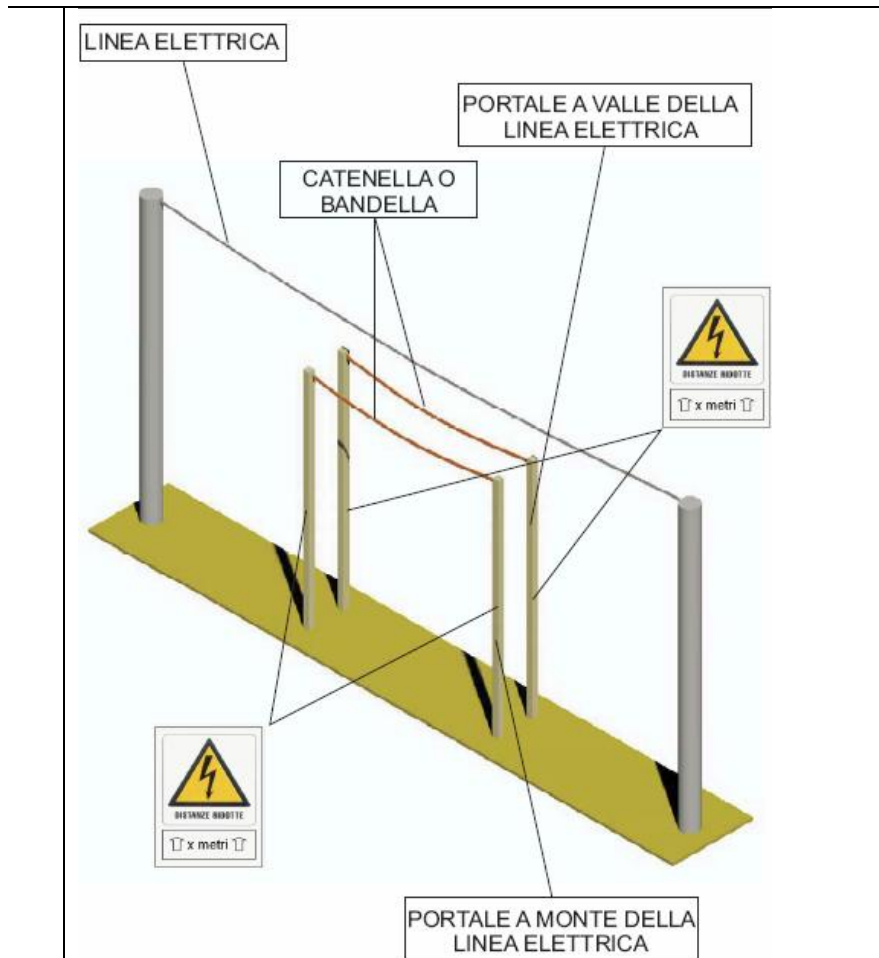 LINEA ELETTRICA
PORTALE A VALLE DELLA
LINEA ELETTRICA
CATENELLA O
BANDELLA
DISTANZE RIDOTTE
x metri
DISTANZE RIDOTTE
x metri
PORTALE A MONTE DELLA
LINEA ELETTRICA